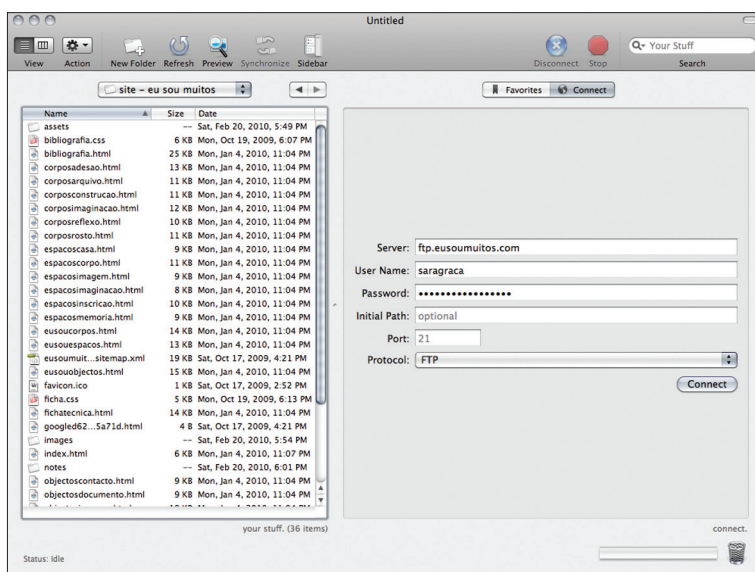 Untitled
View Action New Folder Refresh Preview Synchronize Sidebar Disconnect Stop Search
Your Stuff
site – eu sou muitos
Favorites Connect
Name Size Date
assets -- Sat, Feb 20, 2010, 5:49 PM
bibliografia.css 6 KB Mon, Oct 19, 2009, 6:07 PM
bibliografia.html 25 KB Mon, Jan 4, 2010, 11:04 PM
corposadesao.html 13 KB Mon, Jan 4, 2010, 11:04 PM
corposarquivo.html 11 KB Mon, Jan 4, 2010, 11:04 PM
corposconstrucao.html 11 KB Mon, Jan 4, 2010, 11:04 PM
corposimaginacao.html 12 KB Mon, Jan 4, 2010, 11:04 PM
corposreflexo.html 10 KB Mon, Jan 4, 2010, 11:04 PM
corposrosto.html 11 KB Mon, Jan 4, 2010, 11:04 PM
espacoscasa.html 9 KB Mon, Jan 4, 2010, 11:04 PM
espacoscorpo.html 11 KB Mon, Jan 4, 2010, 11:04 PM
espacosimagem.html 9 KB Mon, Jan 4, 2010, 11:04 PM
espacosimaginacao.html 8 KB Mon, Jan 4, 2010, 11:04 PM
espacosinscricao.html 10 KB Mon, Jan 4, 2010, 11:04 PM
espacosmemoria.html 9 KB Mon, Jan 4, 2010, 11:04 PM
eusoucorpos.html 14 KB Mon, Jan 4, 2010, 11:04 PM
eusouespacos.html 13 KB Mon, Jan 4, 2010, 11:04 PM
eusoumuit...sitemap.xml 19 KB Sat, Oct 17, 2009, 4:21 PM
eusouobjectos.html 15 KB Mon, Jan 4, 2010, 11:04 PM
favicon.ico 1 KB Sat, Oct 17, 2009, 2:52 PM
ficha.css 5 KB Mon, Oct 19, 2009, 6:13 PM
fichatecnica.html 14 KB Mon, Jan 4, 2010, 11:04 PM
googled62...5a71d.html 4 B Sat, Oct 17, 2009, 4:21 PM
images -- Sat, Feb 20, 2010, 5:54 PM
index.html 6 KB Mon, Jan 4, 2010, 11:07 PM
notes -- Sat, Feb 20, 2010, 6:01 PM
objectoscontacto.html 9 KB Mon, Jan 4, 2010, 11:04 PM
objectosdocumento.html 9 KB Mon, Jan 4, 2010, 11:04 PM
Server: ftp.eusoumuitos.com
User Name: saragraca
Password: •••••••••••••••••
Initial Path: optional
Port: 21
Protocol: FTP
Connect
your stuff. (36 items)
connect.
Status: Idle